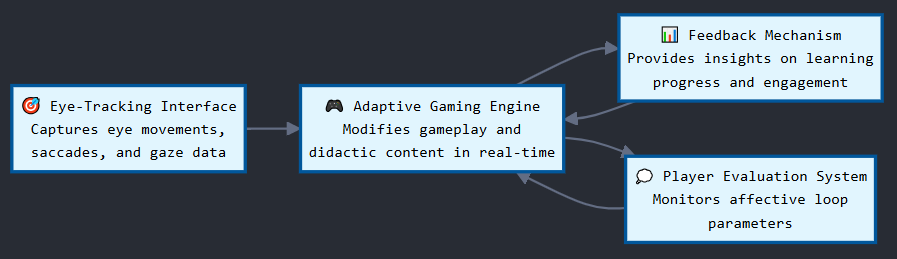 🎯 Eye-Tracking Interface
Captures eye movements,
saccades, and gaze data
🎮 Adaptive Gaming Engine
Modifies gameplay and
didactic content in real-time
📊 Feedback Mechanism
Provides insights on learning
progress and engagement
💭 Player Evaluation System
Monitors affective loop
parameters